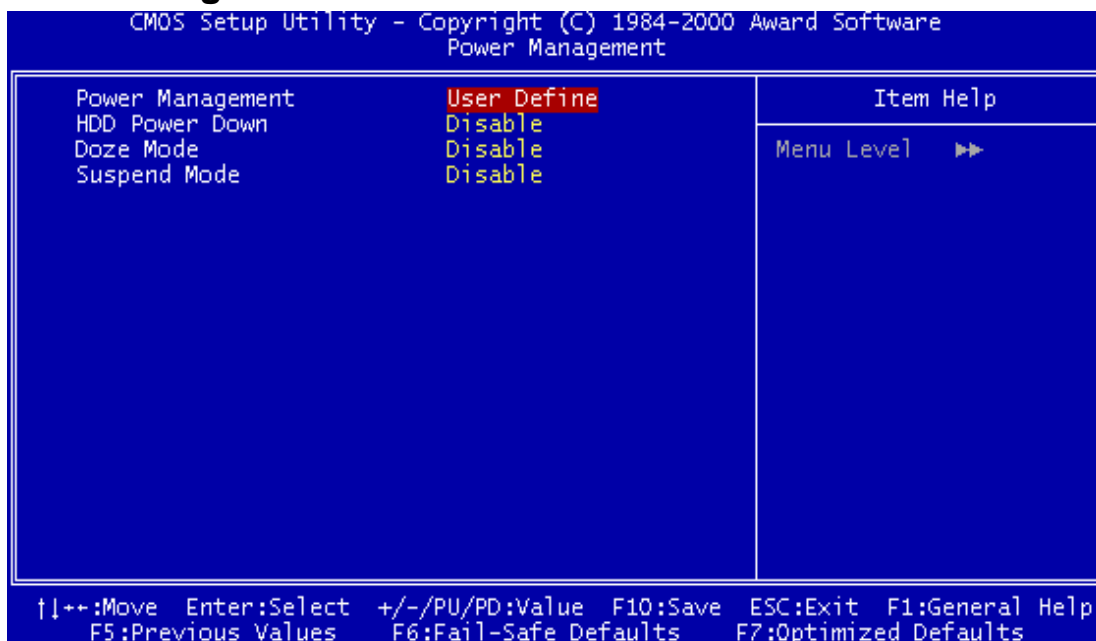 CMOS Setup Utility - Copyright (C) 1984-2000 Award Software
Power Management
Power Management User Define
HDD Power Down Disable
Doze Mode Disable
Suspend Mode Disable
Item Help
Menu Level ▶▶
↑↓←→:Move Enter:Select +/-/PU/PD:Value F10:Save ESC:Exit F1:General Help
F5:Previous Values F6:Fail-Safe Defaults F7:Optimized Defaults